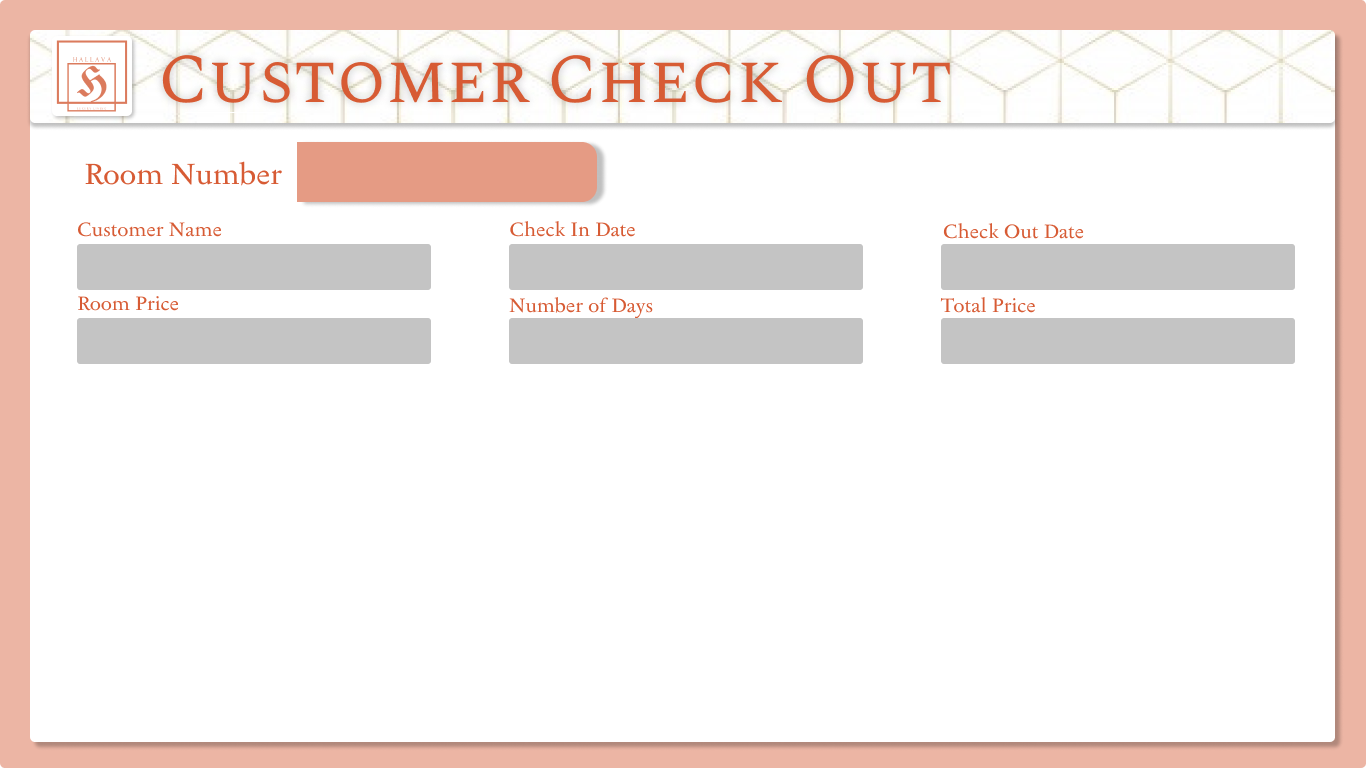 HALLAVA
H
CUSTOMER CHECK OUT
Room Number
Customer Name
Check In Date
Check Out Date
Room Price
Number of Days
Total Price